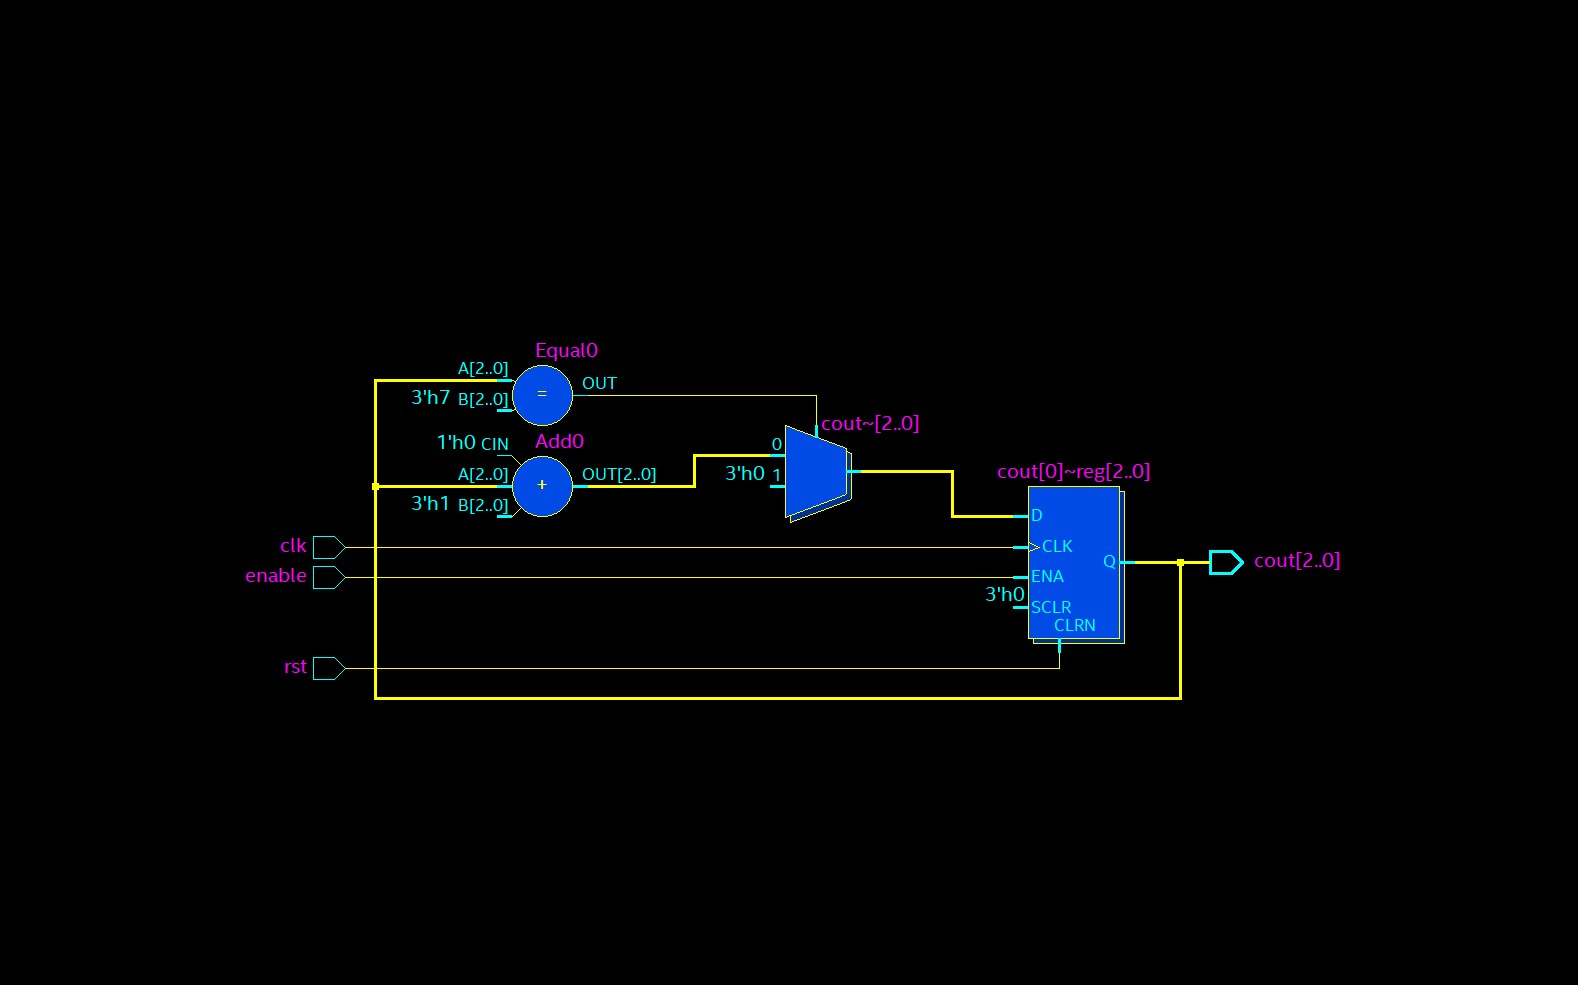 Equal0
A[2..0]
=
OUT
3'h7 B[2..0]
cout~[2..0]
1'h0 CIN
Add0
0
A[2..0]
+
OUT[2..0]
3'h0 1
cout[0]~reg[2..0]
3'h1 B[2..0]
D
clk
CLK
Q
cout[2..0]
enable
ENA
3'h0
SCLR
CLRN
rst